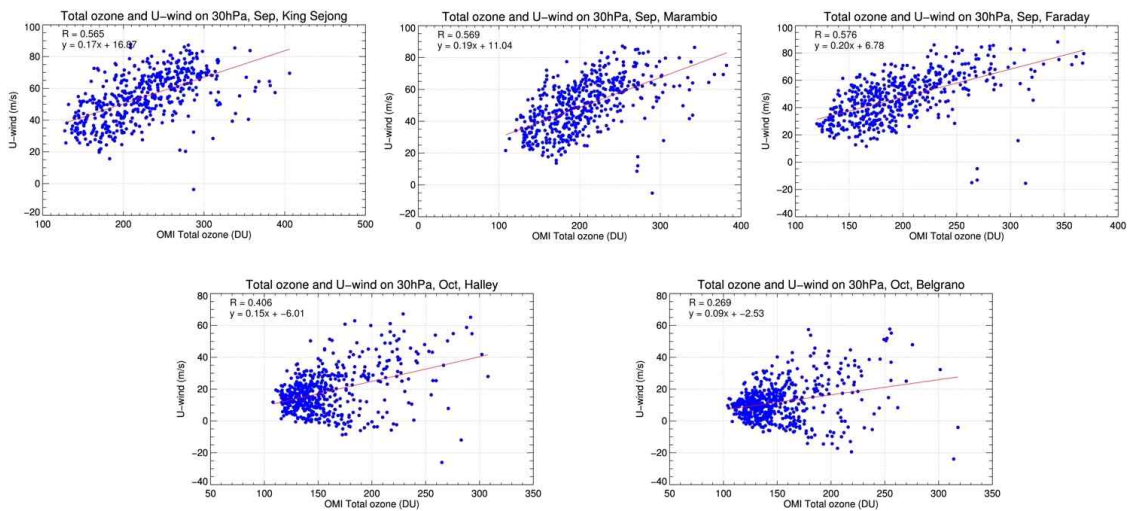 Total ozone and U-wind on 30hPa, Sep, King Sejong
R = 0.565
y = 0.17x + 16.87
U-wind (m/s)
100
80
60
40
20
0
-20
100 200 300 400 500
OMI Total ozone (DU)
Total ozone and U-wind on 30hPa, Sep, Marambio
R = 0.569
y = 0.19x + 11.04
U-wind (m/s)
100
80
60
40
20
0
-20
0 100 200 300 400
OMI Total ozone (DU)
Total ozone and U-wind on 30hPa, Sep, Faraday
R = 0.576
y = 0.20x + 6.78
U-wind (m/s)
100
80
60
40
20
0
-20
-40
100 150 200 250 300 350 400
OMI Total ozone (DU)
Total ozone and U-wind on 30hPa, Oct, Halley
R = 0.406
y = 0.15x + -6.01
U-wind (m/s)
80
60
40
20
0
-20
-40
50 100 150 200 250 300 350
OMI Total ozone (DU)
Total ozone and U-wind on 30hPa, Oct, Belgrano
R = 0.269
y = 0.09x + -2.53
U-wind (m/s)
80
60
40
20
0
-20
-40
50 100 150 200 250 300 350
OMI Total ozone (DU)